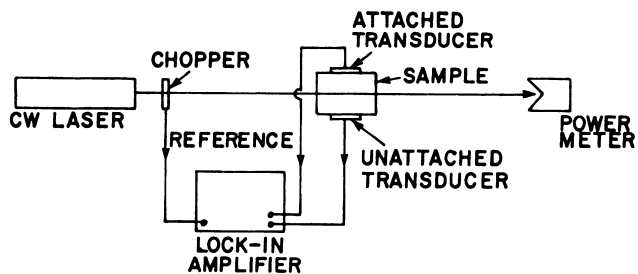 ATTACHED
TRANSDUCER
CHOPPER
SAMPLE
CW LASER
POWER
METER
REFERENCE
UNATTACHED
TRANSDUCER
LOCK-IN
AMPLIFIER